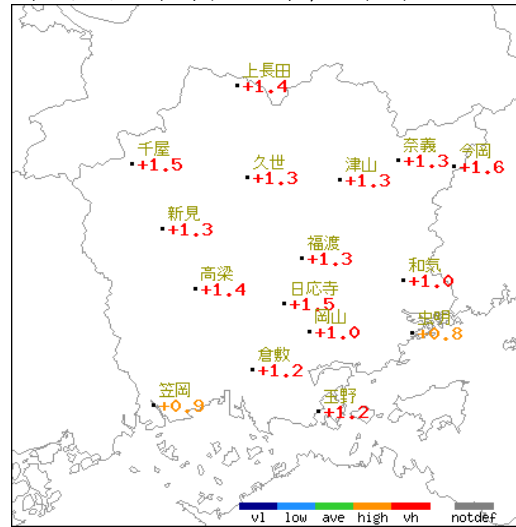 上長田
+1.4
千屋
+1.5
久世
+1.3
津山
+1.3
奈義
+1.3
今岡
+1.6
新見
+1.3
福渡
+1.3
高梁
+1.4
和気
+1.0
日応寺
+1.5
岡山
+1.0
虫明
+0.8
倉敷
+1.2
笠岡
+0.9
玉野
+1.2
vl low ave high vh notdef